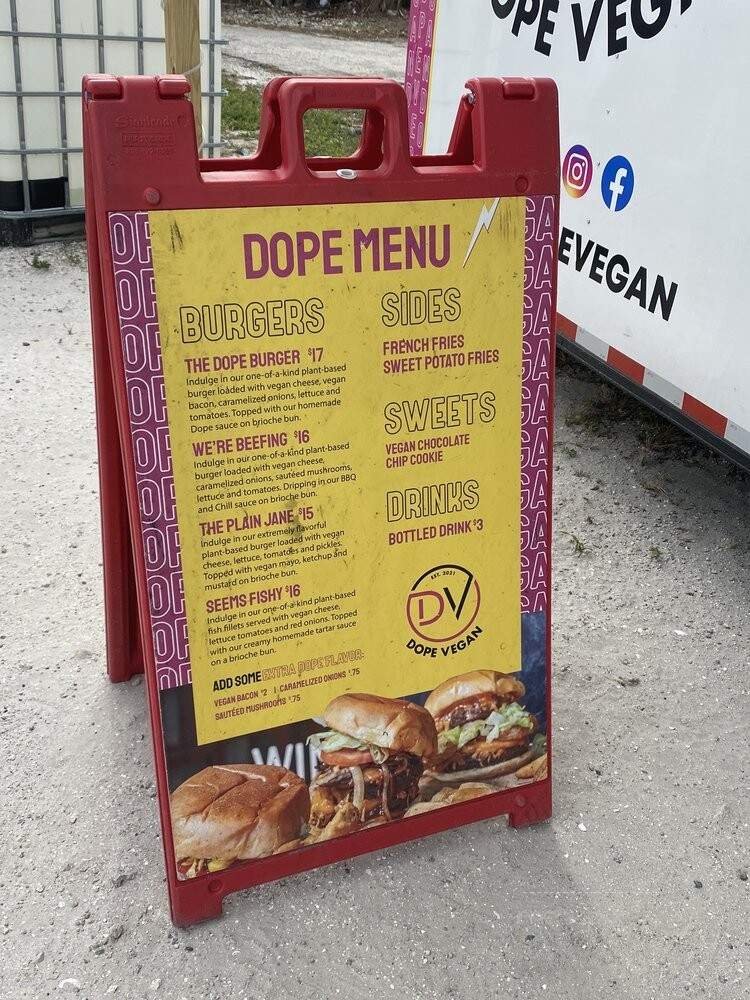 OPE VEG
EVEGAN
DOPE MENU
BURGERS
THE DOPE BURGER $17
Indulge in our one-of-a-kind plant-based
burger loaded with vegan cheese, vegan
bacon, caramelized onions, lettuce and
tomatoes. Topped with our homemade
Dope sauce on brioche bun.
WE'RE BEEFING $16
Indulge in our one-of-a-kind plant-based
burger loaded with vegan cheese,
caramelized onions, sautéed mushrooms,
lettuce and tomatoes. Dripping in our BBQ
and Chill sauce on brioche bun.
THE PLAIN JANE $15
Indulge in our extremely flavorful
plant-based burger loaded with vegan
cheese, lettuce, tomatoes and pickles.
Topped with vegan mayo, ketchup and
mustard on brioche bun.
SEEMS FISHY $16
Indulge in our one-of-a-kind plant-based
fish fillets served with vegan cheese,
lettuce tomatoes and red onions. Topped
with our creamy homemade tartar sauce
on a brioche bun.
ADD SOME EXTRA DOPE FLAVOR:
VEGAN BACON $2 | CARAMELIZED ONIONS $.75
SAUTÉED MUSHROOMS $.75
SIDES
FRENCH FRIES
SWEET POTATO FRIES
SWEETS
VEGAN CHOCOLATE
CHIP COOKIE
DRINKS
BOTTLED DRINK $3
EST. 2021
DV
DOPE VEGAN
WI